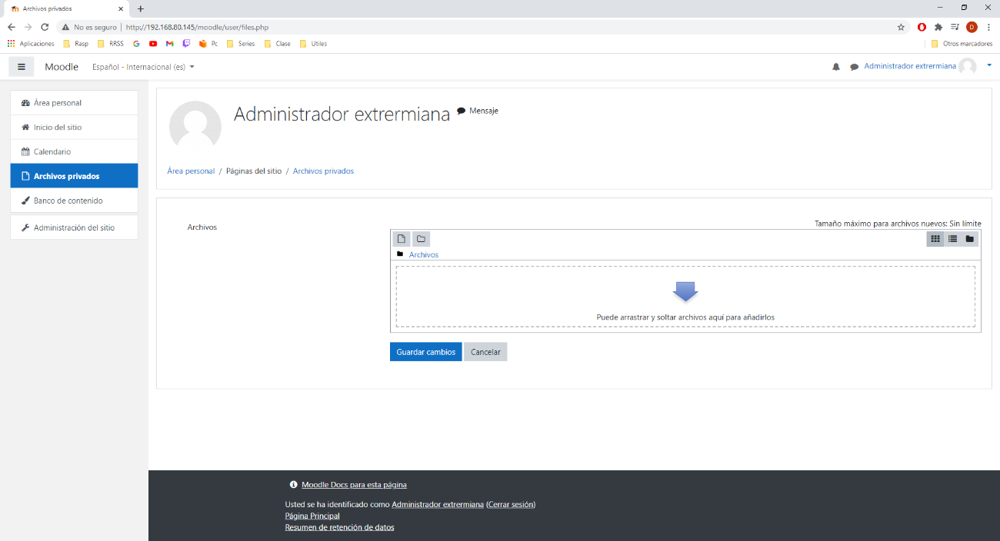 Archivos privados
No es seguro | http://192.168.80.145/moodle/user/files.php
D
Aplicaciones Rasp RRSS Pc Series Clase Utiles Otros marcadores
Moodle Español - Internacional (es) Administrador extrermiana
Área personal
Inicio del sitio
Calendario
Archivos privados
Banco de contenido
Administración del sitio
Administrador extrermiana Mensaje
Área personal / Páginas del sitio / Archivos privados
Archivos
Tamaño máximo para archivos nuevos: Sin límite
Archivos
Puede arrastrar y soltar archivos aquí para añadirlos
Guardar cambios Cancelar
Moodle Docs para esta página
Usted se ha identificado como Administrador extrermiana (Cerrar sesión)
Página Principal
Resumen de retención de datos